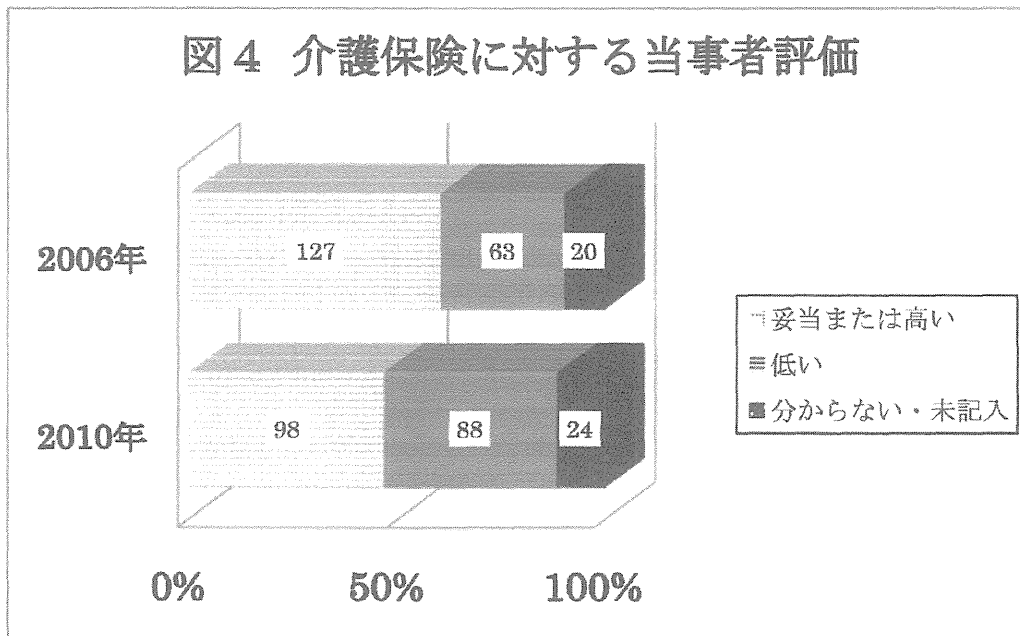 図4 介護保険に対する当事者評価
2006年
127
63
20
2010年
98
88
24
0%
50%
100%
妥当または高い
低い
分からない・未記入